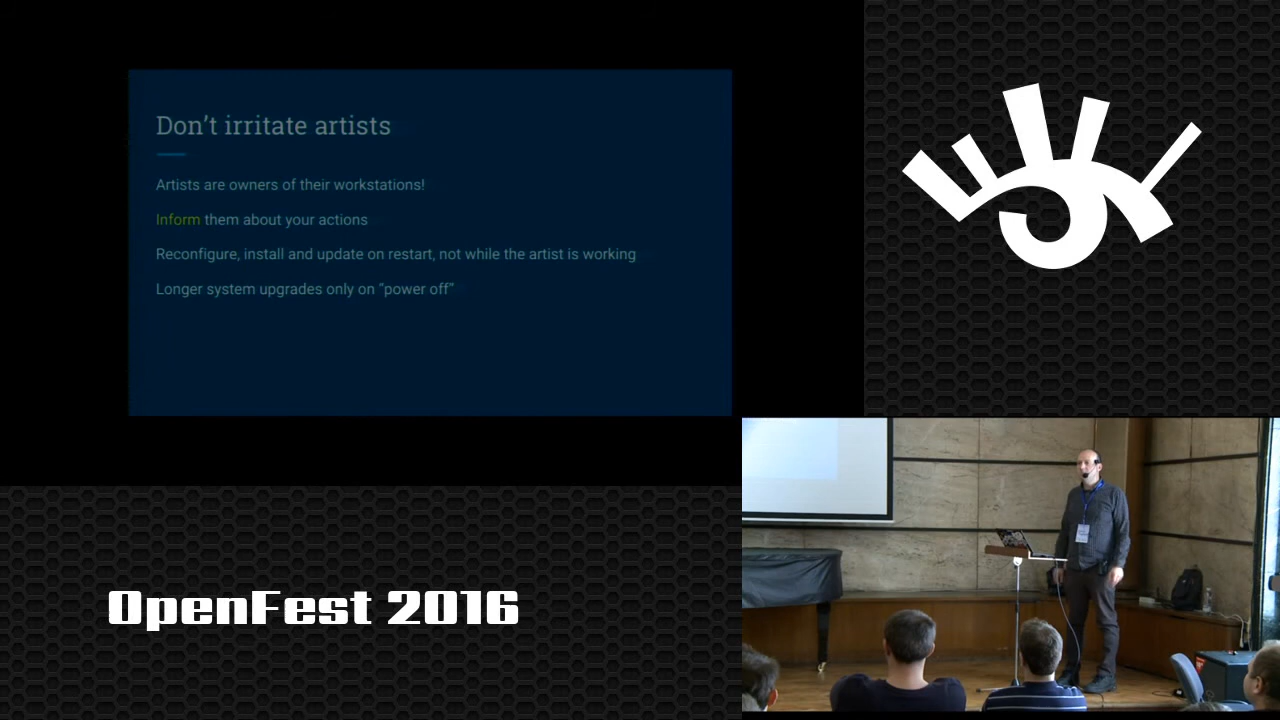 Don't irritate artists
Artists are owners of their workstations!
Inform them about your actions
Reconfigure, install and update on restart, not while the artist is working
Longer system upgrades only on “power off”
OpenFest 2016